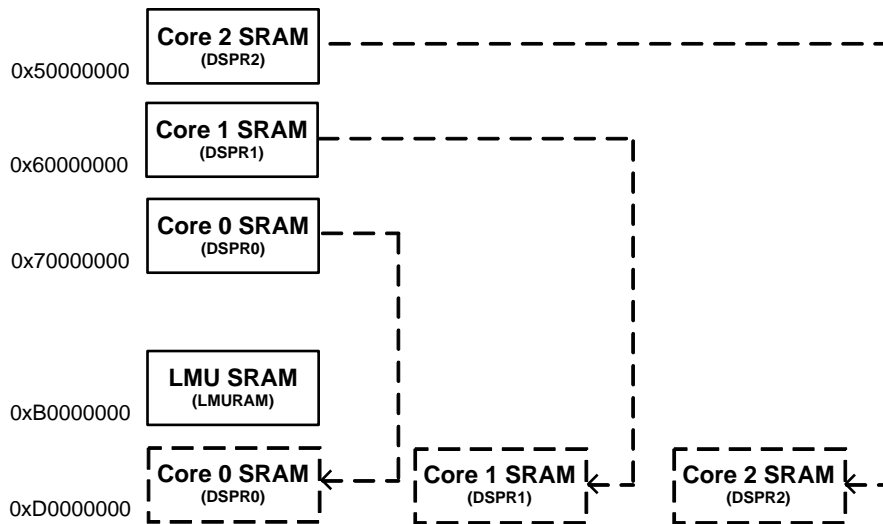 Core 2 SRAM
(DSPR2)
0x50000000
Core 1 SRAM
(DSPR1)
0x60000000
Core 0 SRAM
(DSPR0)
0x70000000
LMU SRAM
(LMURAM)
0xB0000000
Core 0 SRAM
(DSPR0)
Core 1 SRAM
(DSPR1)
Core 2 SRAM
(DSPR2)
0xD0000000